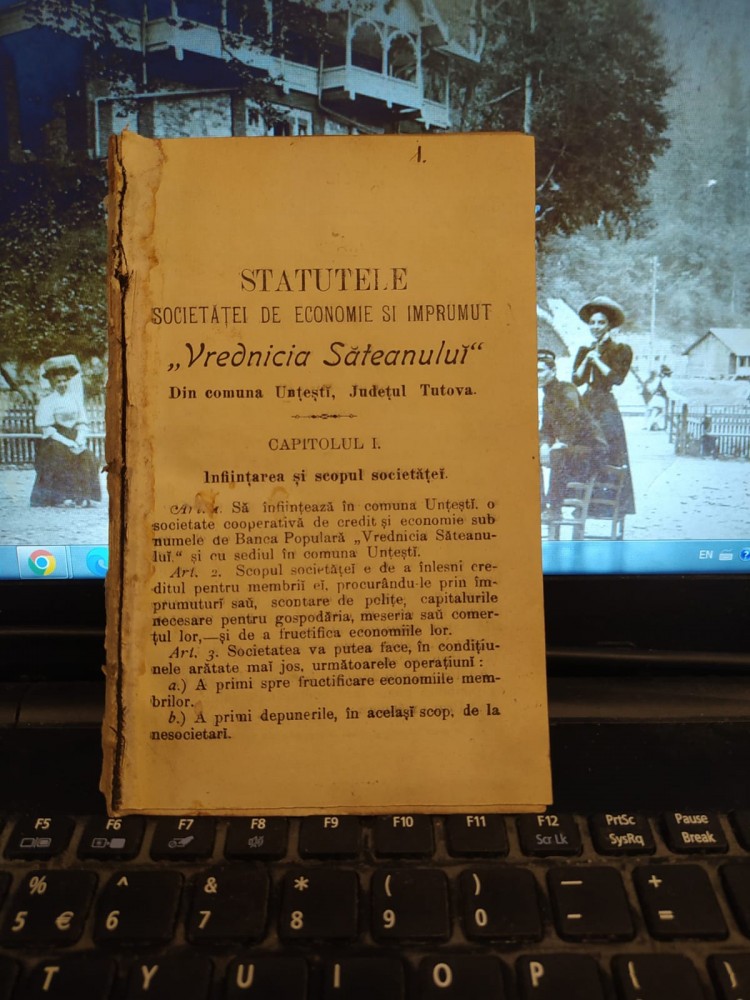 1.
STATUTELE
SOCIETĂŢEI DE ECONOMIE SI IMPRUMUT
„Vrednicia Săteanuluĭ“
Din comuna Unţeştĭ, Judeţul Tutova.
CAPITOLUL I.
Infiinţarea şi scopul societăţeĭ.
Art. 1. Să înfiinţează în comuna Unţeştĭ, o
societate cooperativă de credit şi economie sub
numele de Banca Populară „Vrednicia Săteanu-
luĭ,“ şi cu sediul în comuna Unţeştĭ.
Art. 2. Scopul societăţeĭ e de a înlesni cre-
ditul pentru membriĭ eĭ, procurându-le prin îm-
prumuturĭ saŭ, scontare de poliţe, capitalurile
necesare pentru gospodăria, meseria saŭ comer-
ţul lor,—şi de a fructifica economiile lor.
Art. 3. Societatea va putea face, în condiţiu-
nele arătate maĭ jos, următoarele operaţiunĭ :
a.) A primi spre fructificare economiile mem-
brilor.
b.) A primi depunerile, în acelaşĭ scop, de la
nesocietarĭ.
EN
F5 F6 F7 F8 F9 F10 F11 F12 PrtSc Pause
Scr Lk SysRq Break
% ^ & * ( ) — +
5 € 6 7 8 9 0 - =
T Y U I O P { }